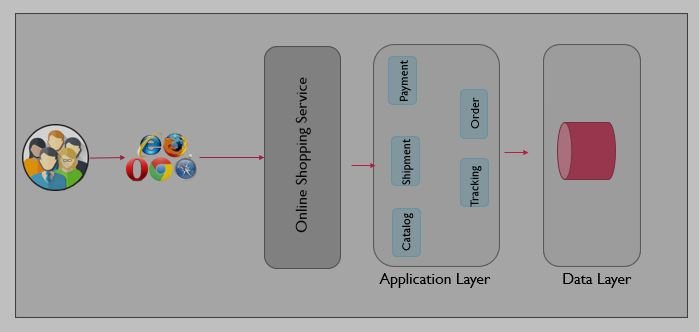 Online Shopping Service
Payment
Order
Shipment
Tracking
Catalog
Application Layer
Data Layer